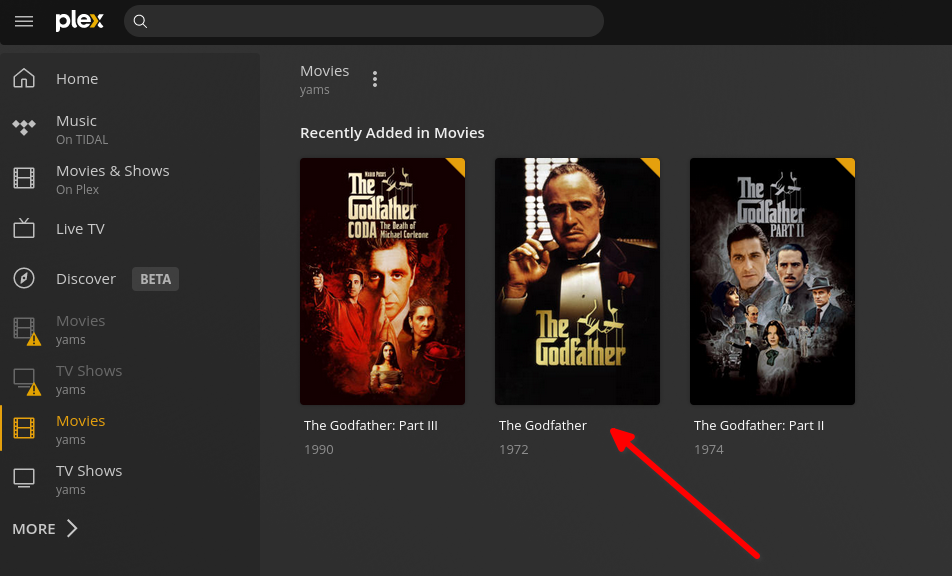 plex
Home
Music
On TIDAL
Movies & Shows
On Plex
Live TV
Discover BETA
Movies
yams
TV Shows
yams
Movies
yams
TV Shows
yams
MORE
Movies
yams
Recently Added in Movies
MARIO PUZO'S
The
Godfather
CODA The Death of
Michael Corleone
The
Godfather
The
Godfather
PART II
The Godfather: Part III
1990
The Godfather
1972
The Godfather: Part II
1974